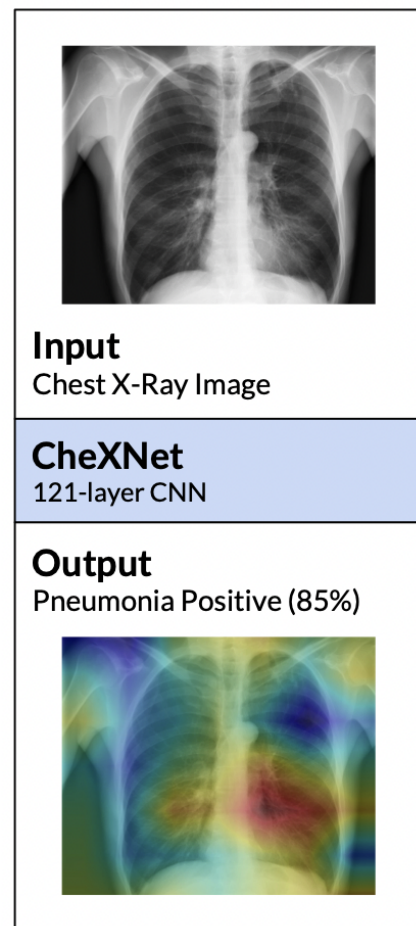 Input
Chest X-Ray Image
CheXNet
121-layer CNN
Output
Pneumonia Positive (85%)